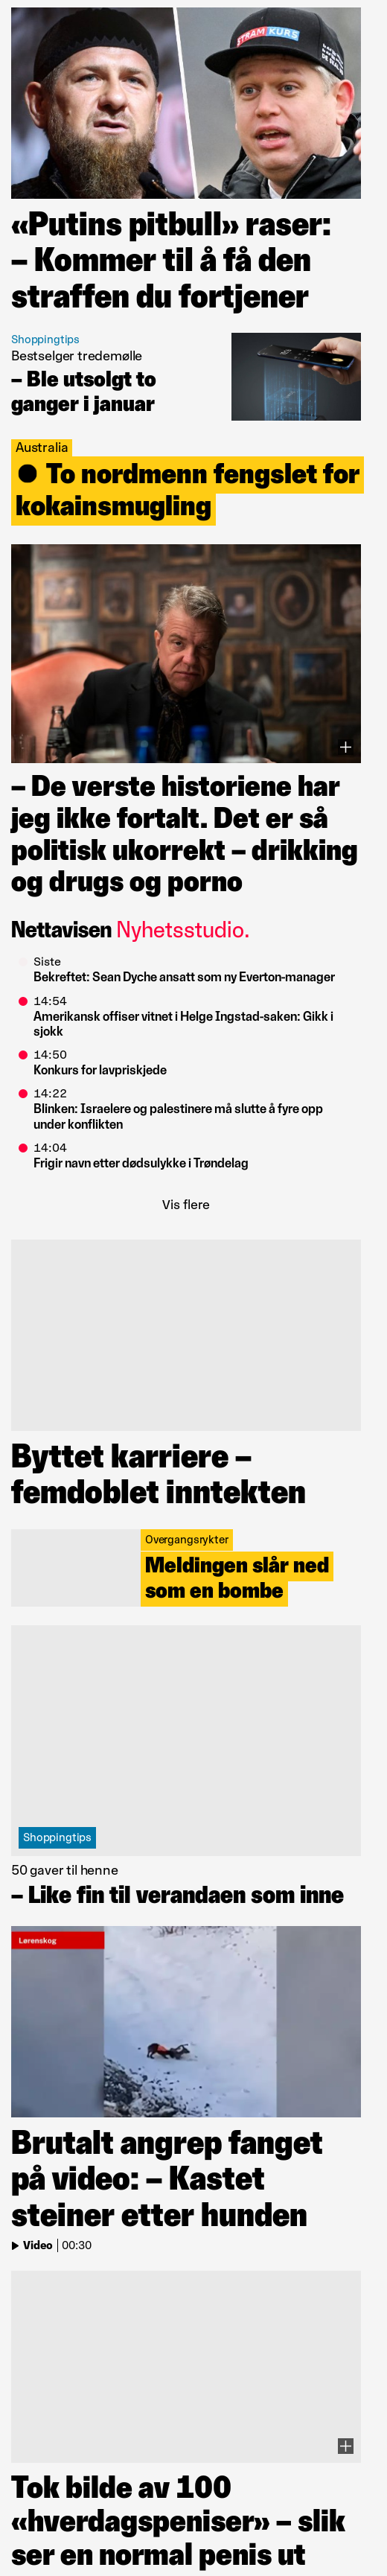 STRAM KURS
«Putins pitbull» raser:
– Kommer til å få den
straffen du fortjener
Shoppingtips
Bestselger tredemølle
– Ble utsolgt to
ganger i januar
Australia
To nordmenn fengslet for
kokainsmugling
– De verste historiene har
jeg ikke fortalt. Det er så
politisk ukorrekt – drikking
og drugs og porno
Nettavisen Nyhetsstudio.
Siste
Bekreftet: Sean Dyche ansatt som ny Everton-manager
14:54
Amerikansk offiser vitnet i Helge Ingstad-saken: Gikk i
sjokk
14:50
Konkurs for lavpriskjede
14:22
Blinken: Israelere og palestinere må slutte å fyre opp
under konflikten
14:04
Frigir navn etter dødsulykke i Trøndelag
Vis flere
Byttet karriere –
femdoblet inntekten
Overgangsrykter
Meldingen slår ned
som en bombe
Shoppingtips
50 gaver til henne
– Like fin til verandaen som inne
Lørenskog
Brutalt angrep fanget
på video: – Kastet
steiner etter hunden
Video 00:30
Tok bilde av 100
«hverdagspeniser» – slik
ser en normal penis ut